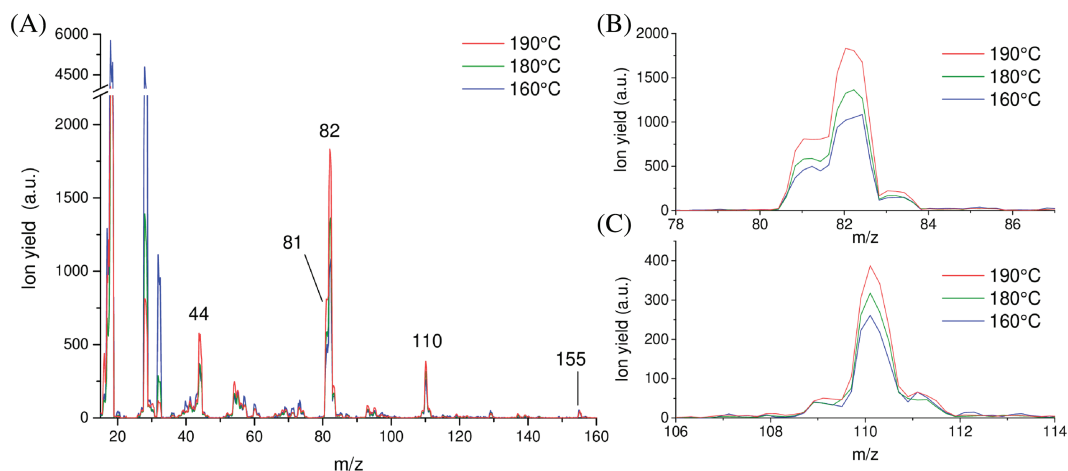 (A)
6000
4500
2000
1500
1000
500
0
Ion yield (a.u.)
190°C
180°C
160°C
82
81
44
110
155
20 40 60 80 100 120 140 160
m/z
(B)
2000
1500
1000
500
0
Ion yield (a.u.)
190°C
180°C
160°C
78 80 82 84 86
m/z
(C)
400
300
200
100
0
Ion yield (a.u.)
190°C
180°C
160°C
106 108 110 112 114
m/z